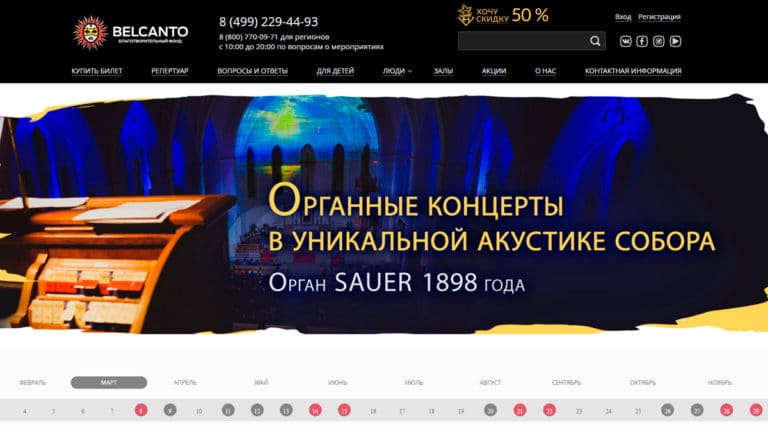 BELCANTO
БЛАГОТВОРИТЕЛЬНЫЙ ФОНД
8 (499) 229-44-93
8 (800) 770-09-71 для регионов
с 10:00 до 20:00 по вопросам о мероприятиях
ХОЧУ
СКИДКУ 50 %
Вход Регистрация
КУПИТЬ БИЛЕТ РЕПЕРТУАР ВОПРОСЫ И ОТВЕТЫ ДЛЯ ДЕТЕЙ ЛЮДИ ЗАЛЫ АКЦИИ О НАС КОНТАКТНАЯ ИНФОРМАЦИЯ
ОРГАННЫЕ КОНЦЕРТЫ
В УНИКАЛЬНОЙ АКУСТИКЕ СОБОРА
ОРГАН SAUER 1898 ГОДА
ФЕВРАЛЬ МАРТ АПРЕЛЬ МАЙ ИЮНЬ ИЮЛЬ АВГУСТ СЕНТЯБРЬ ОКТЯБРЬ НОЯБРЬ
4 5 6 7 8 9 10 11 12 13 14 15 16 17 18 19 20 21 22 23 24 25 26 27 28 29